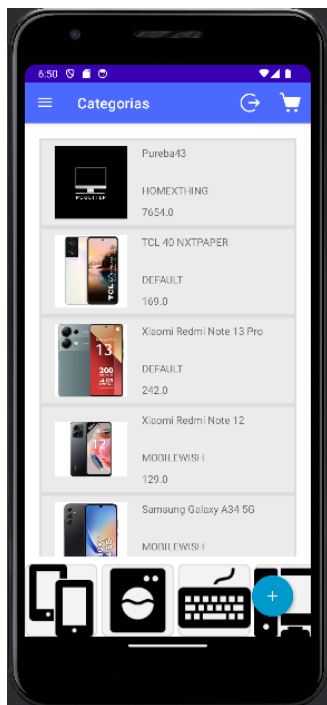 6:50
Categorias
Pureba43
HOMEXTHING
7654.0
TCL 40 NXTPAPER
DEFAULT
169.0
Xiaomi Redmi Note 13 Pro
DEFAULT
242.0
Xiaomi Redmi Note 12
MOBILEWISH
129.0
Samsung Galaxy A34 5G
MOBILEWISH
+